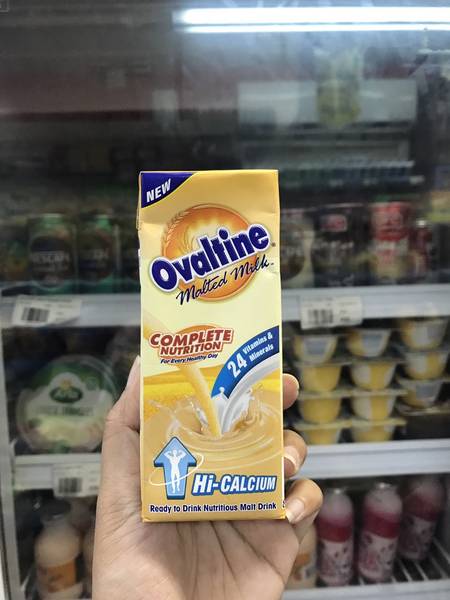 NEW
Ovaltine
Malted Milk
COMPLETE
NUTRITION
For Every Healthy Day
24 Vitamins &
Minerals
Hi-CALCIUM
Ready to Drink Nutritious Malt Drink
NESCAFÉ
Arla